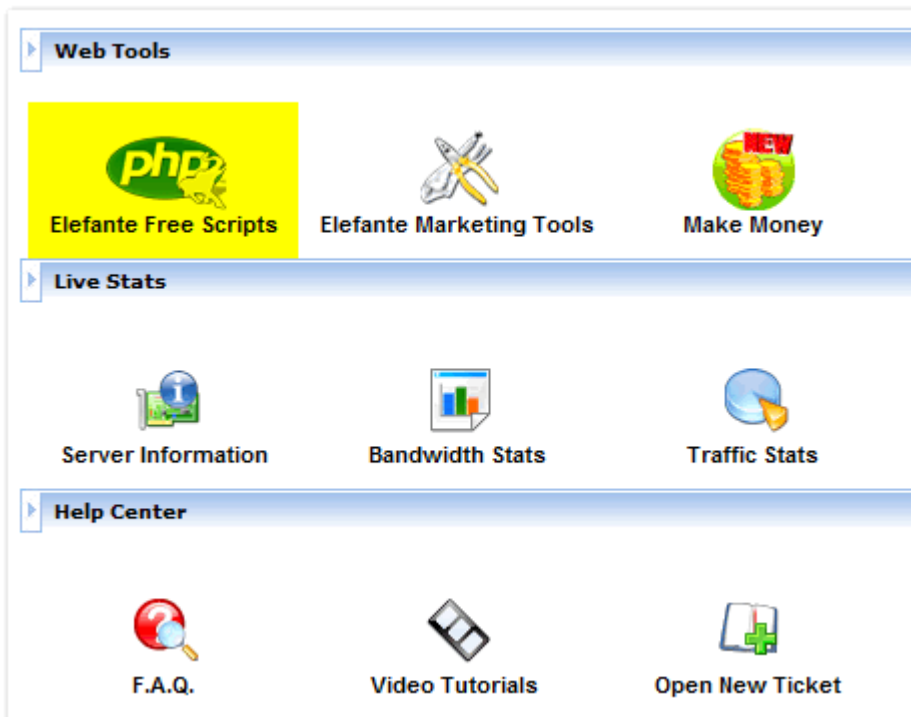 Web Tools
php
NEW
Elefante Free Scripts
Elefante Marketing Tools
Make Money
Live Stats
i
Server Information
Bandwidth Stats
Traffic Stats
Help Center
?
F.A.Q.
Video Tutorials
Open New Ticket